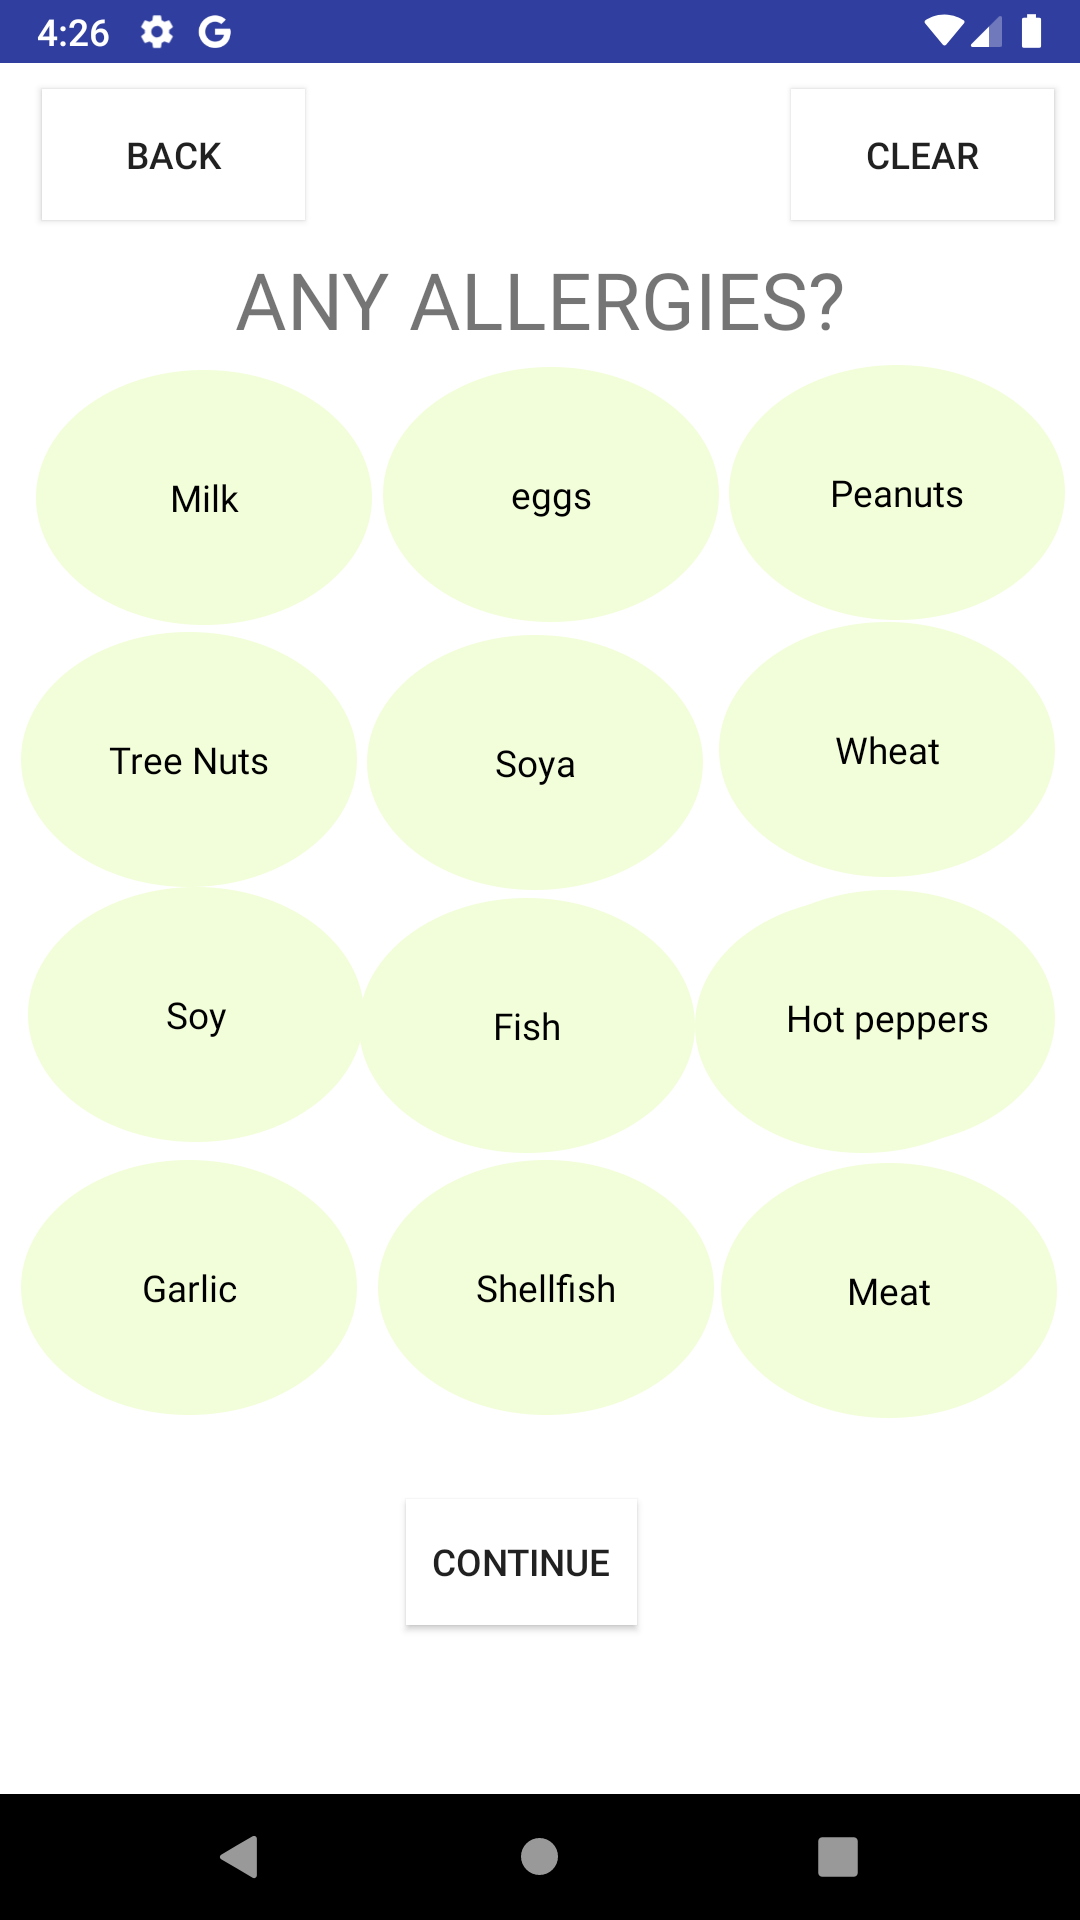 4:26
BACK
CLEAR
ANY ALLERGIES?
Milk
eggs
Peanuts
Tree Nuts
Soya
Wheat
Soy
Fish
Hot peppers
Garlic
Shellfish
Meat
CONTINUE